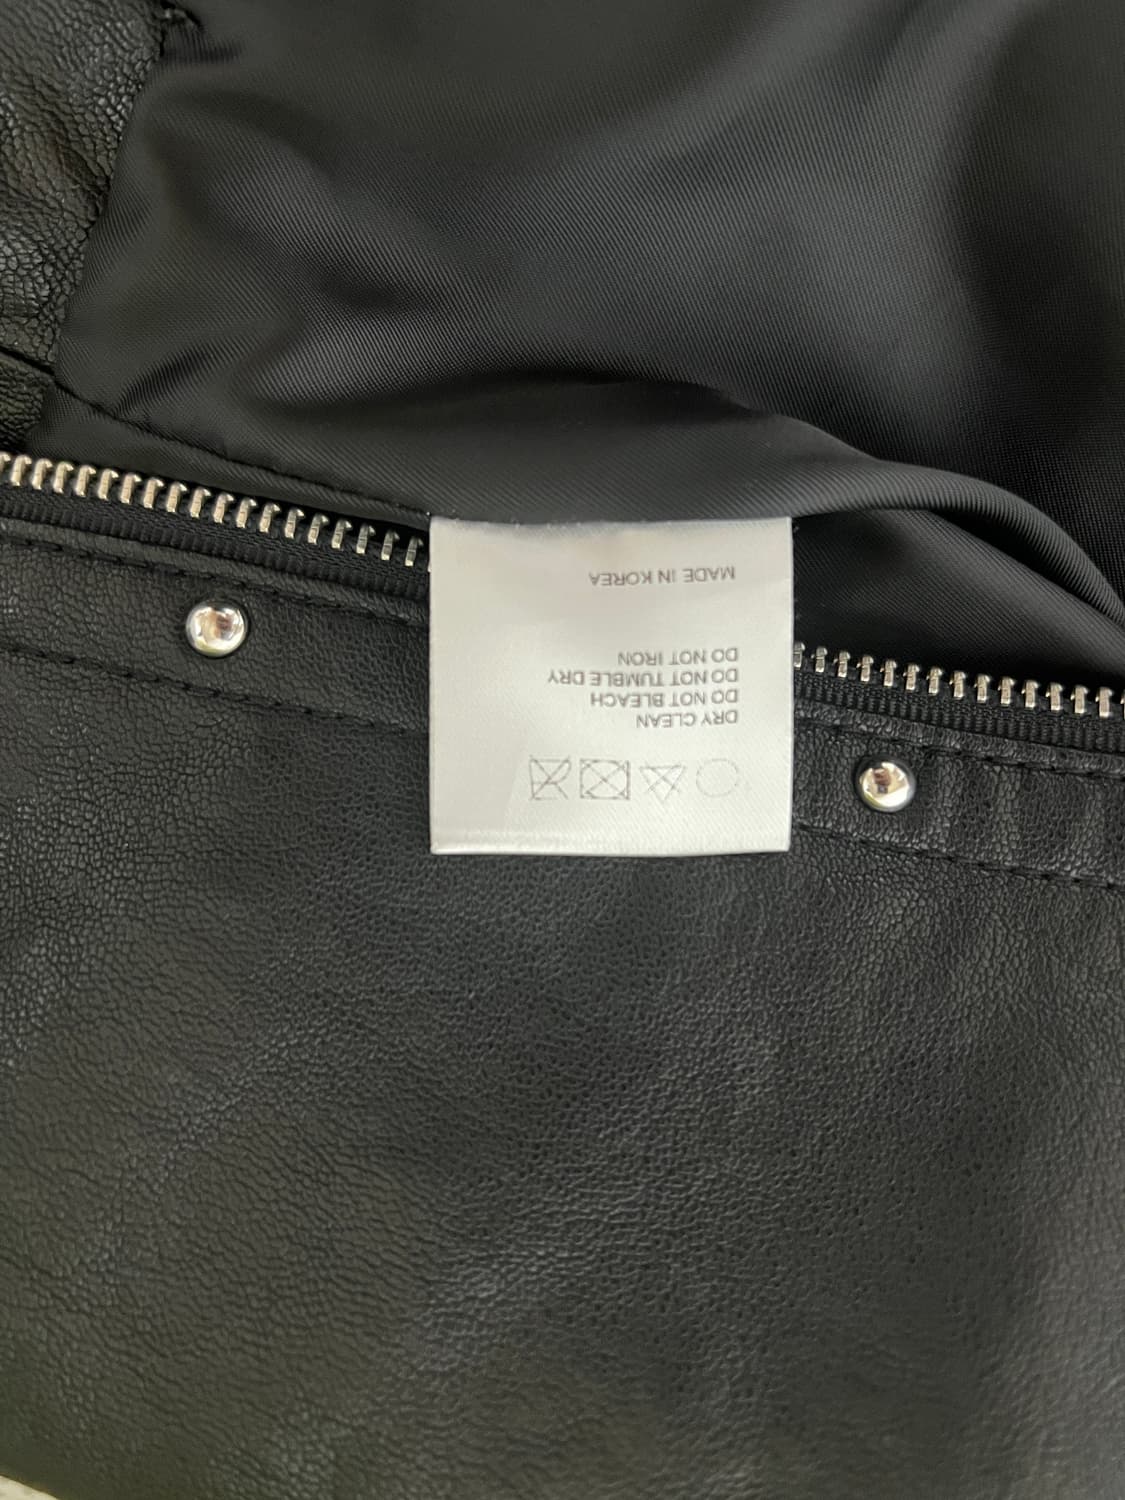 DRY CLEAN
DO NOT BLEACH
DO NOT TUMBLE DRY
DO NOT IRON
MADE IN KOREA